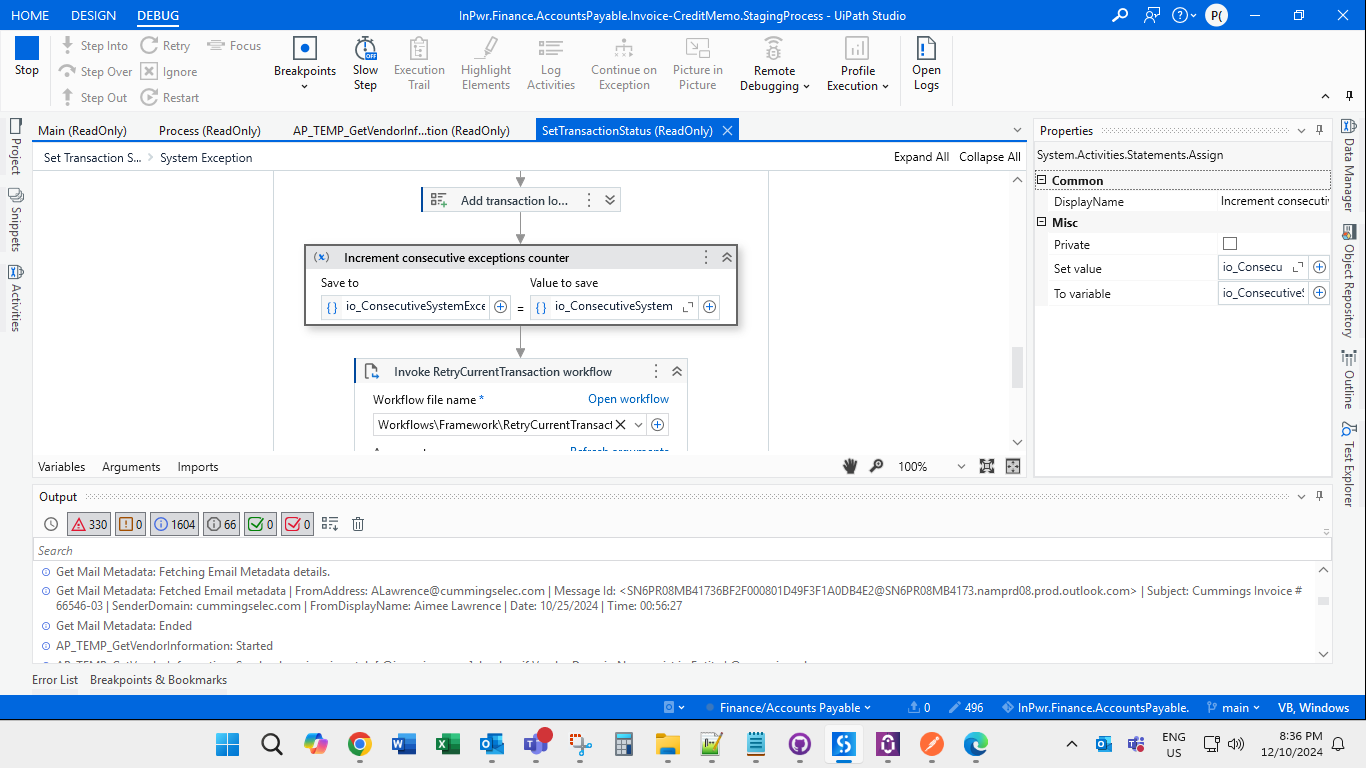 HOME DESIGN DEBUG InPwr.Finance.AccountsPayable.Invoice-CreditMemo.StagingProcess - UiPath Studio P(
Step Into Retry Focus
Step Over Ignore
Step Out Restart
Stop
Breakpoints
Slow Step
Execution Trail
Highlight Elements
Log Activities
Continue on Exception
Picture in Picture
Remote Debugging
Profile Execution
Open Logs
Main (ReadOnly) Process (ReadOnly) AP_TEMP_GetVendorInf...tion (ReadOnly) SetTransactionStatus (ReadOnly)
Project
Snippets
Activities
Set Transaction S... System Exception Expand All Collapse All
Add transaction lo...
Increment consecutive exceptions counter
Save to Value to save
io_ConsecutiveSystemExce = io_ConsecutiveSystem
Invoke RetryCurrentTransaction workflow
Workflow file name * Open workflow
Workflows\Framework\RetryCurrentTransact
Variables Arguments Imports 100%
Properties
System.Activities.Statements.Assign
Common
DisplayName Increment consecuti
Misc
Private
Set value io_Consecu
To variable io_Consecutive
Data Manager
Object Repository
Outline
Test Explorer
Output
330 0 1604 66 0 0
Search
Get Mail Metadata: Fetching Email Metadata details.
Get Mail Metadata: Fetched Email metadata | FromAddress: ALawrence@cummingselec.com | Message Id: <SN6PR08MB41736BF2F000801D49F3F1A0DB4E2@SN6PR08MB4173.namprd08.prod.outlook.com> | Subject: Cummings Invoice #
66546-03 | SenderDomain: cummingselec.com | FromDisplayName: Aimee Lawrence | Date: 10/25/2024 | Time: 00:56:27
Get Mail Metadata: Ended
AP_TEMP_GetVendorInformation: Started
Error List Breakpoints & Bookmarks
Finance/Accounts Payable 0 496 InPwr.Finance.AccountsPayable. main VB, Windows
ENG
US
8:36 PM
12/10/2024